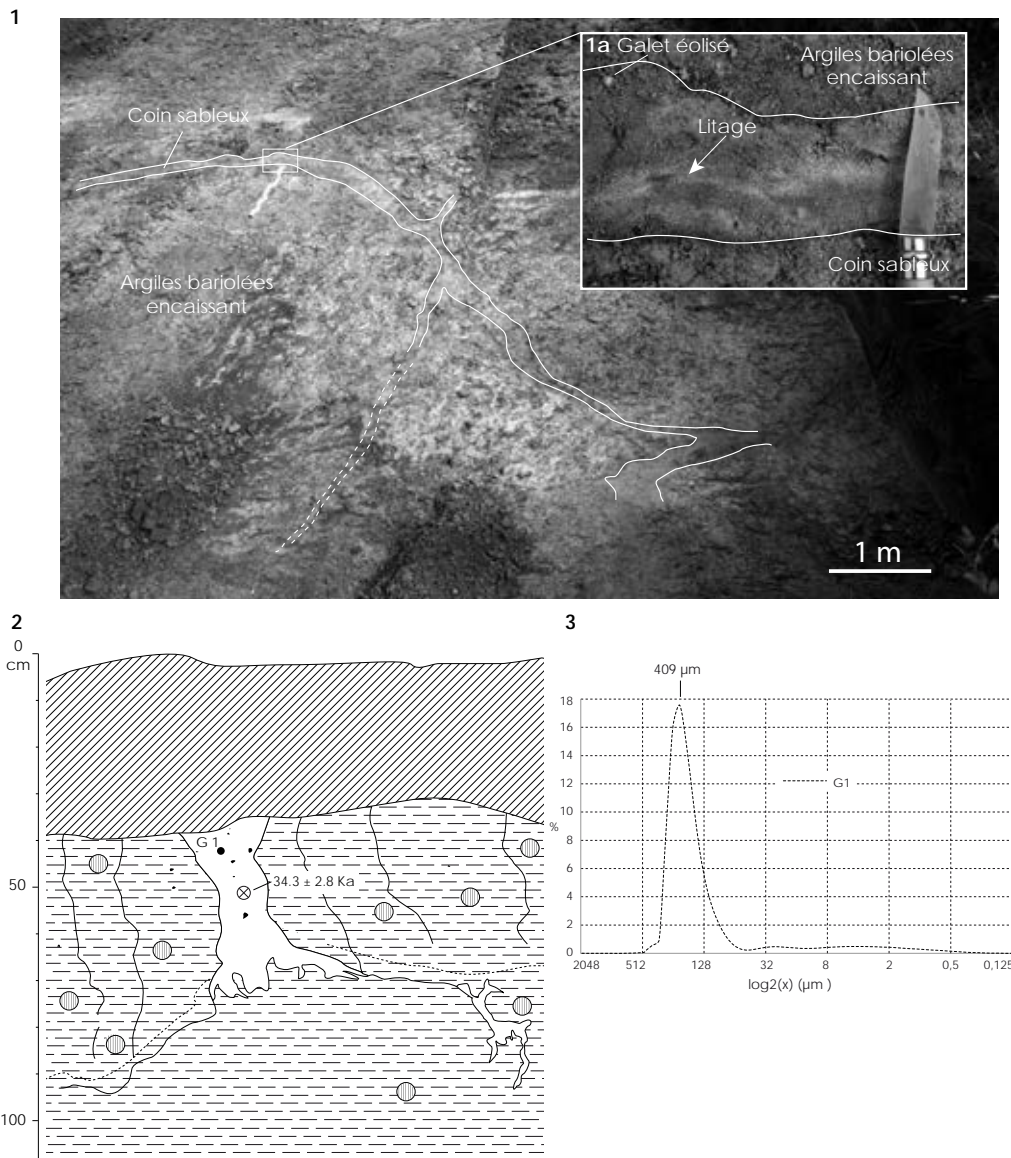 1
1a Galet éolisé
Argiles bariolées
encaissant
Litage
Coin sableux
Coin sableux
Argiles bariolées
encaissant
1 m
2
0
cm
G 1
50
34.3 ± 2.8 Ka
100
3
409 µm
18
16
14
12
10
%
8
6
4
2
0
G1
2048 512 128 32 8 2 0,5 0,125
log2(x) (µm )